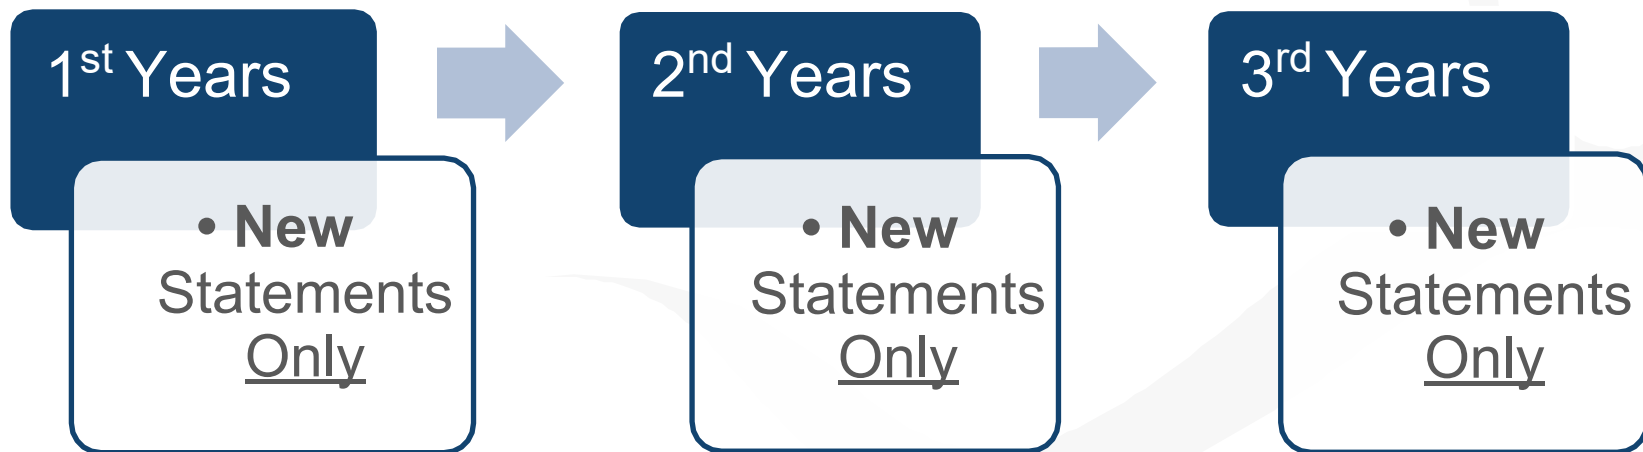 1st Years
• New
Statements
Only
2nd Years
• New
Statements
Only
3rd Years
• New
Statements
Only